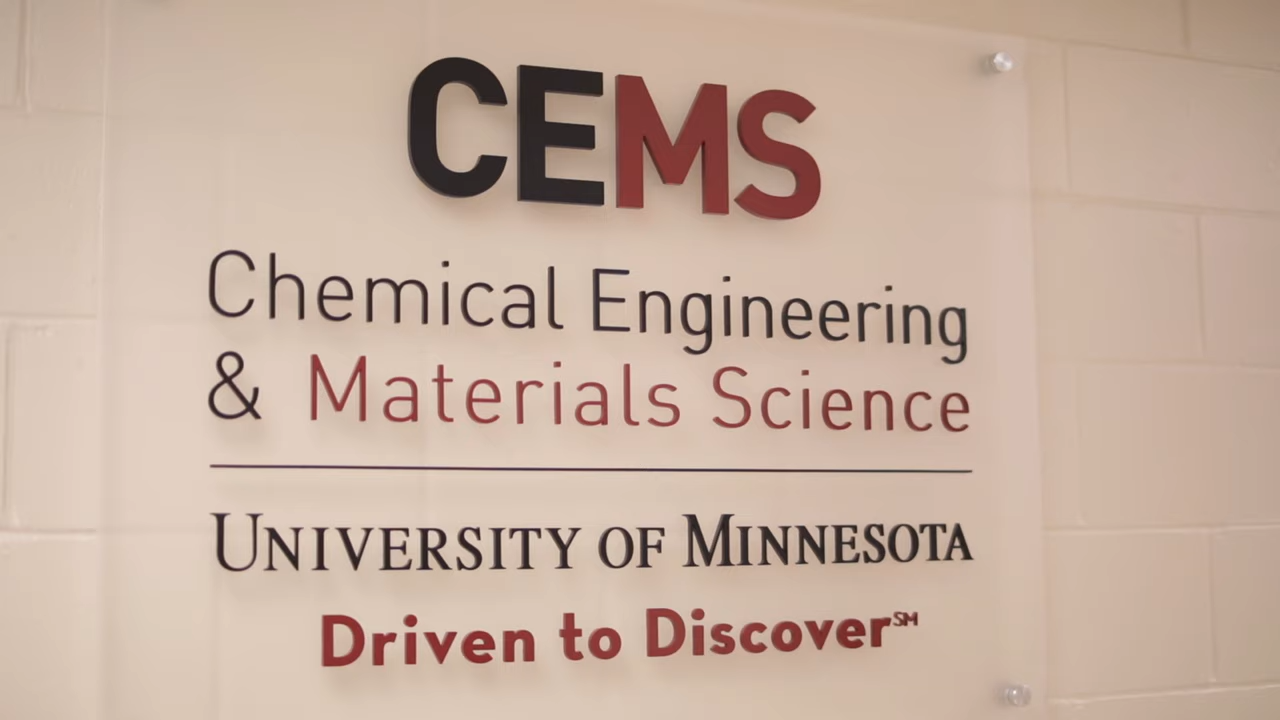 CEMS
Chemical Engineering
& Materials Science
UNIVERSITY OF MINNESOTA
Driven to Discover℠